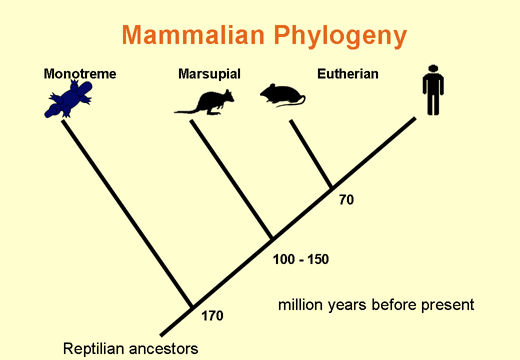 Mammalian Phylogeny
Monotreme Marsupial Eutherian
70
100 - 150
million years before present
170
Reptilian ancestors